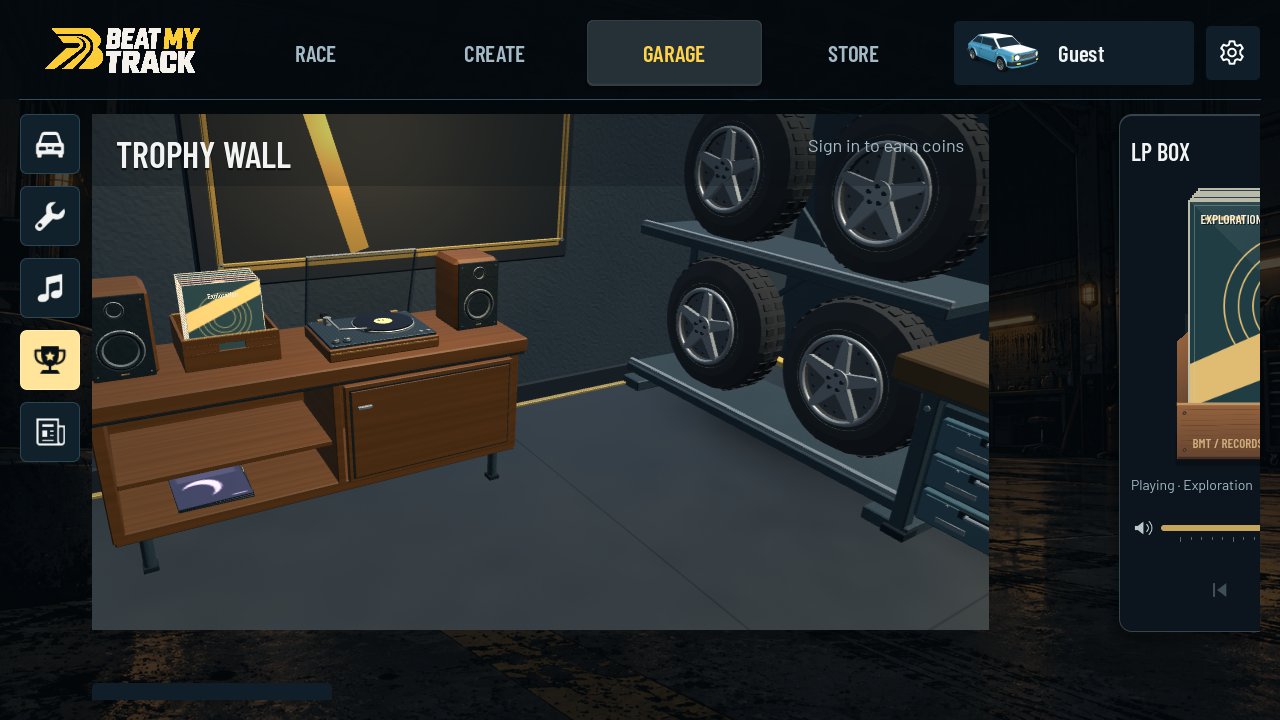 BEAT MY TRACK
RACE
CREATE
GARAGE
STORE
Guest
TROPHY WALL
Sign in to earn coins
LP BOX
EXPLORATION
Exploration
BMT / RECORDS
Playing · Exploration